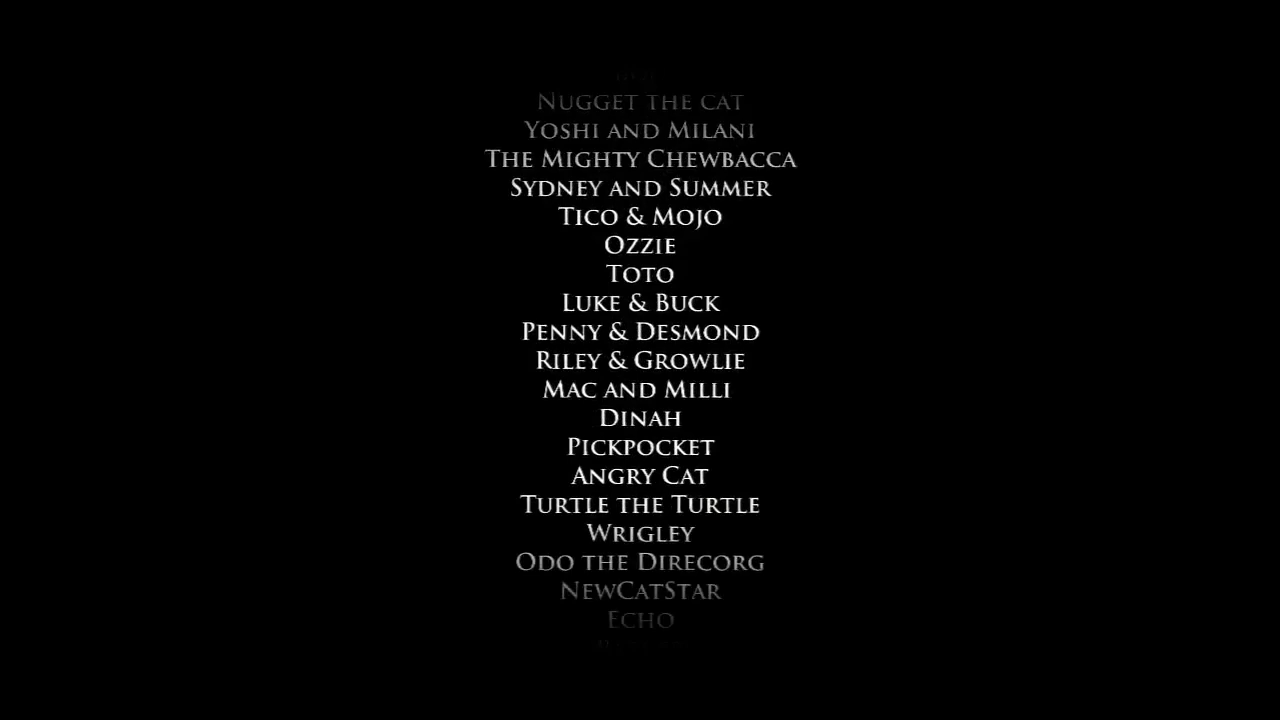 Nugget the cat
Yoshi and Milani
The Mighty Chewbacca
Sydney and Summer
Tico & Mojo
Ozzie
Toto
Luke & Buck
Penny & Desmond
Riley & Growlie
Mac and Milli
Dinah
Pickpocket
Angry Cat
Turtle the Turtle
Wrigley
Odo the Direcorg
NewCatStar
Echo